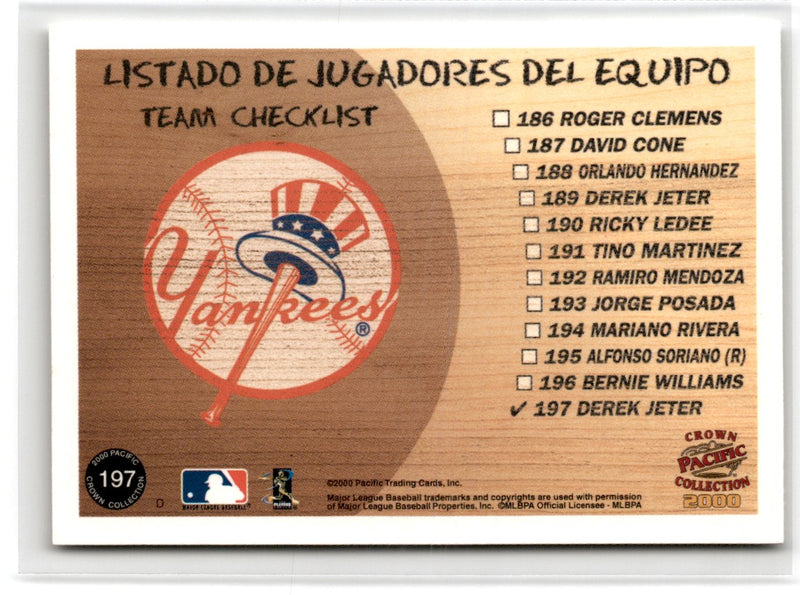 LISTADO DE JUGADORES DEL EQUIPO
TEAM CHECKLIST
186 ROGER CLEMENS
187 DAVID CONE
188 ORLANDO HERNANDEZ
189 DEREK JETER
190 RICKY LEDEE
191 TINO MARTINEZ
192 RAMIRO MENDOZA
193 JORGE POSADA
194 MARIANO RIVERA
195 ALFONSO SORIANO (R)
196 BERNIE WILLIAMS
✓ 197 DEREK JETER
Yankees®
2000 PACIFIC
197
CROWN COLLECTION
D
MAJOR LEAGUE BASEBALL
PLAYERS
©2000 Pacific Trading Cards, Inc.
Major League Baseball trademarks and copyrights are used with permission
of Major League Baseball Properties, Inc. ©MLBPA Official Licensee - MLBPA
CROWN
PACIFIC
COLLECTION
2000